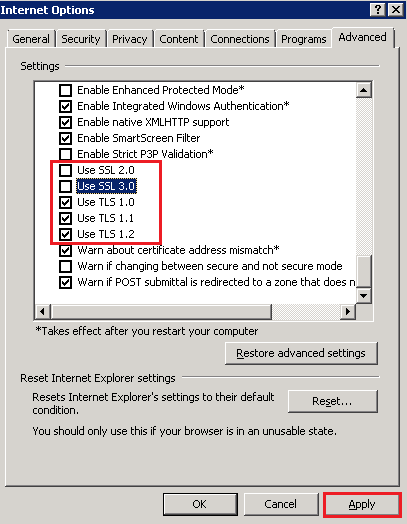 Internet Options
General Security Privacy Content Connections Programs Advanced
Settings
Enable Enhanced Protected Mode*
Enable Integrated Windows Authentication*
Enable native XMLHTTP support
Enable SmartScreen Filter
Enable Strict P3P Validation*
Use SSL 2.0
Use SSL 3.0
Use TLS 1.0
Use TLS 1.1
Use TLS 1.2
Warn about certificate address mismatch*
Warn if changing between secure and not secure mode
Warn if POST submittal is redirected to a zone that does n
*Takes effect after you restart your computer
Restore advanced settings
Reset Internet Explorer settings
Resets Internet Explorer's settings to their default
condition.
Reset...
You should only use this if your browser is in an unusable state.
OK Cancel Apply